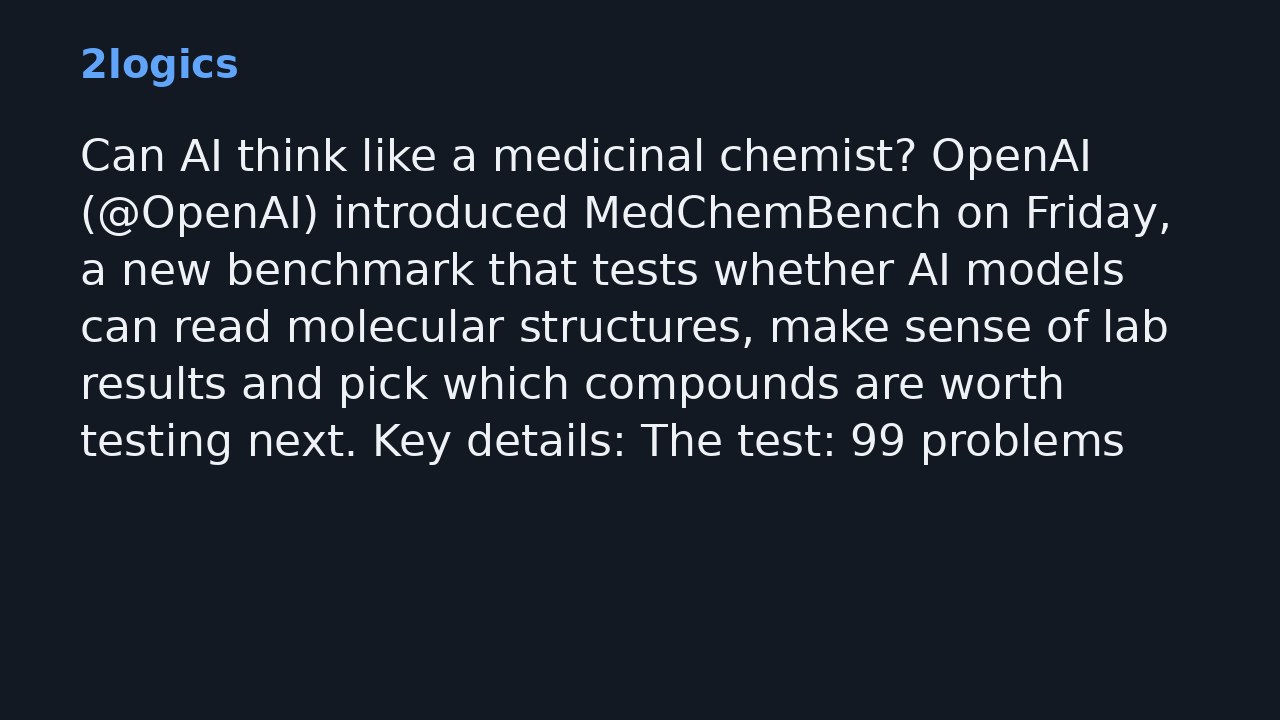 2logics
Can AI think like a medicinal chemist? OpenAI
(@OpenAI) introduced MedChemBench on Friday,
a new benchmark that tests whether AI models
can read molecular structures, make sense of lab
results and pick which compounds are worth
testing next. Key details: The test: 99 problems